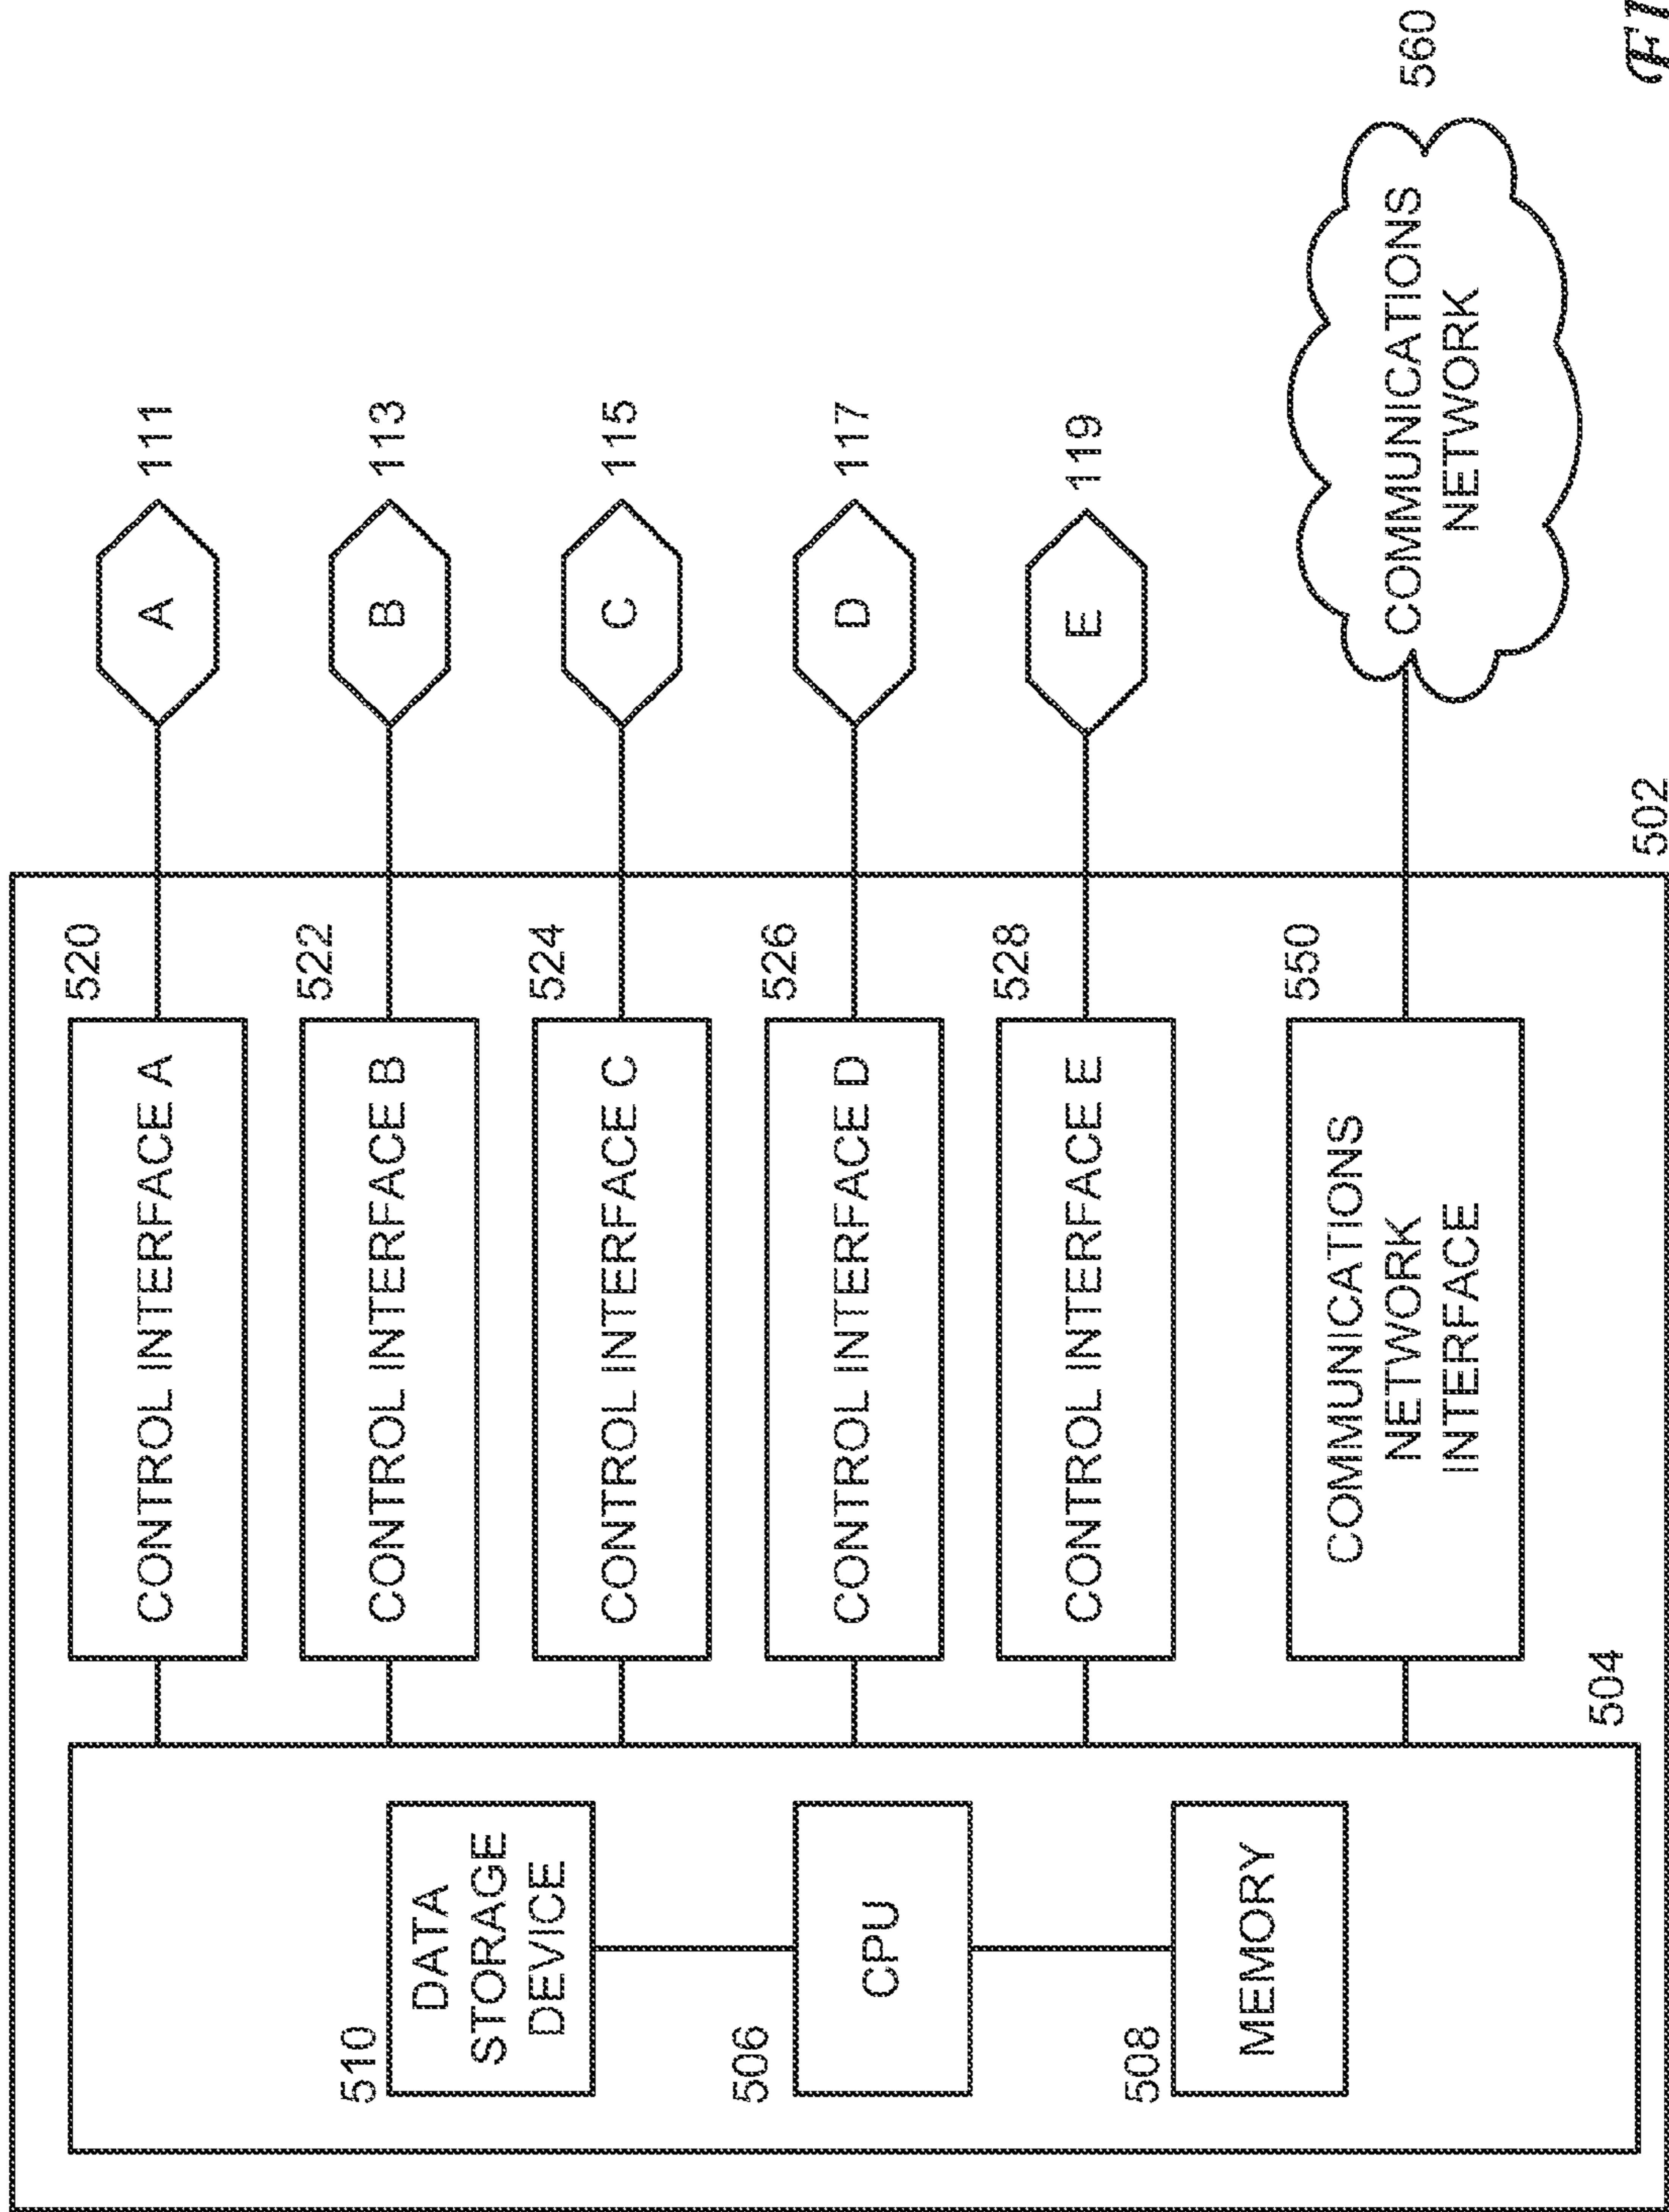 520
CONTROL INTERFACE A
A
111
522
CONTROL INTERFACE B
B
113
510
DATA
STORAGE
DEVICE
524
CONTROL INTERFACE C
C
115
506
CPU
526
CONTROL INTERFACE D
D
117
508
MEMORY
528
CONTROL INTERFACE E
E
119
550
COMMUNICATIONS
NETWORK
INTERFACE
COMMUNICATIONS
NETWORK
560
504
502